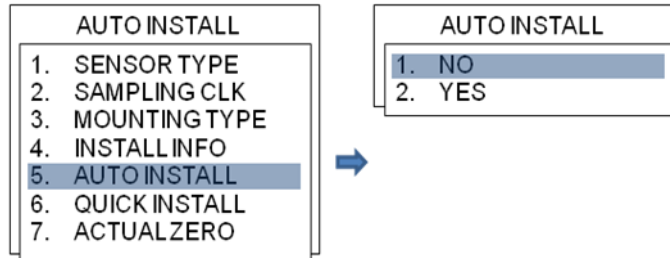 AUTO INSTALL
1. SENSOR TYPE
2. SAMPLING CLK
3. MOUNTING TYPE
4. INSTALL INFO
5. AUTO INSTALL
6. QUICK INSTALL
7. ACTUAL ZERO
AUTO INSTALL
1. NO
2. YES